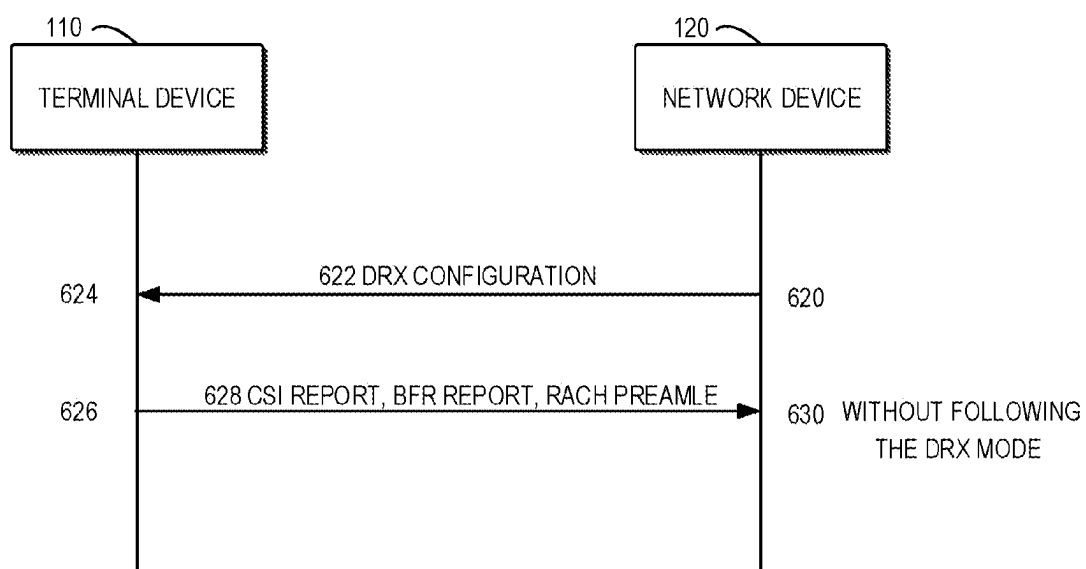 110
120
TERMINAL DEVICE
NETWORK DEVICE
622 DRX CONFIGURATION
624
620
628 CSI REPORT, BFR REPORT, RACH PREAMLE
626
630 WITHOUT FOLLOWING
THE DRX MODE